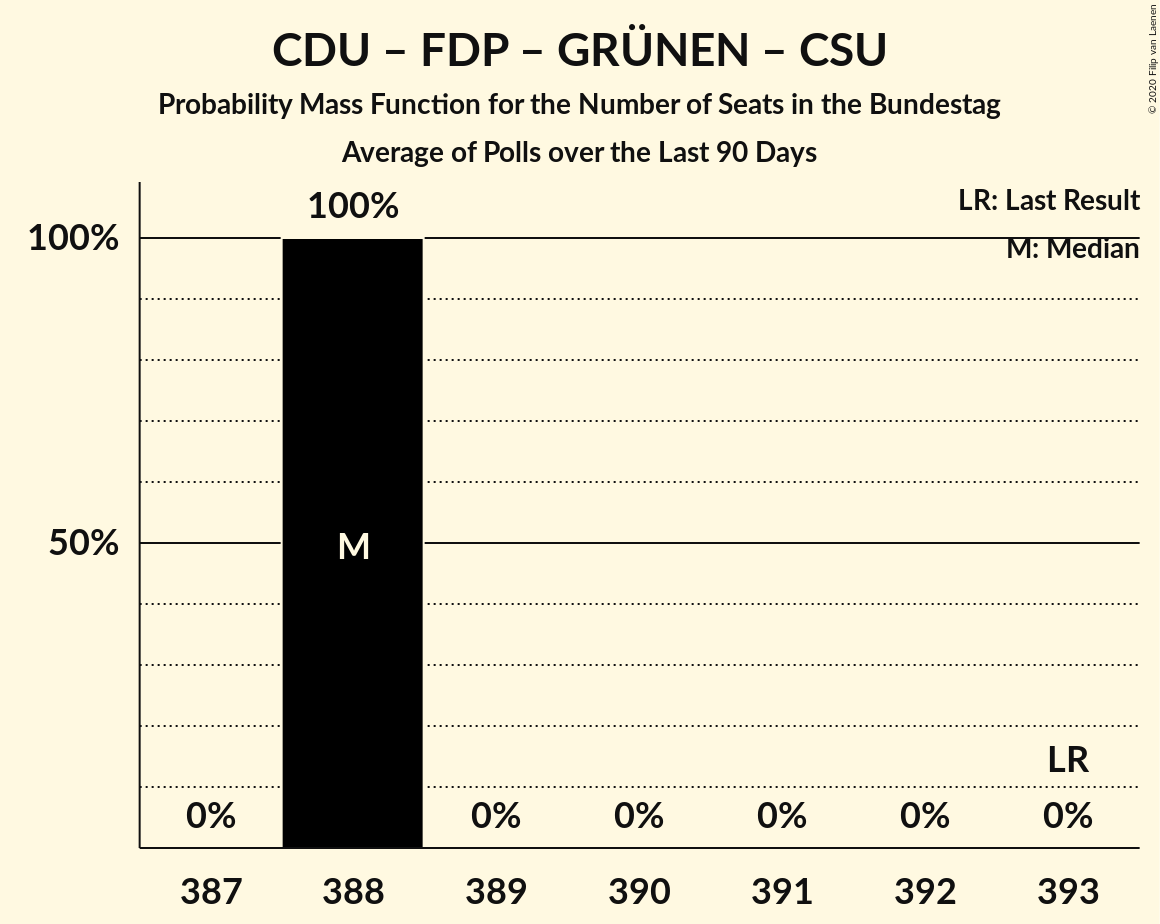 CDU – FDP – GRÜNEN – CSU
Probability Mass Function for the Number of Seats in the Bundestag
Average of Polls over the Last 90 Days
© 2020 Filip van Laenen
LR: Last Result
M: Median
100%
100%
50%
M
LR
0%
0%
0%
0%
0%
0%
387
388
389
390
391
392
393